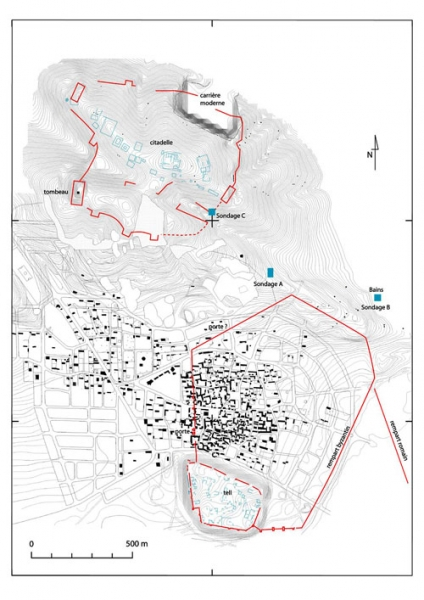 carrière
moderne
citadelle
N
tombeau
Sondage C
Sondage A
Bains
Sondage B
porte ?
porte
rempart byzantin
rempart romain
tell
0
500 m